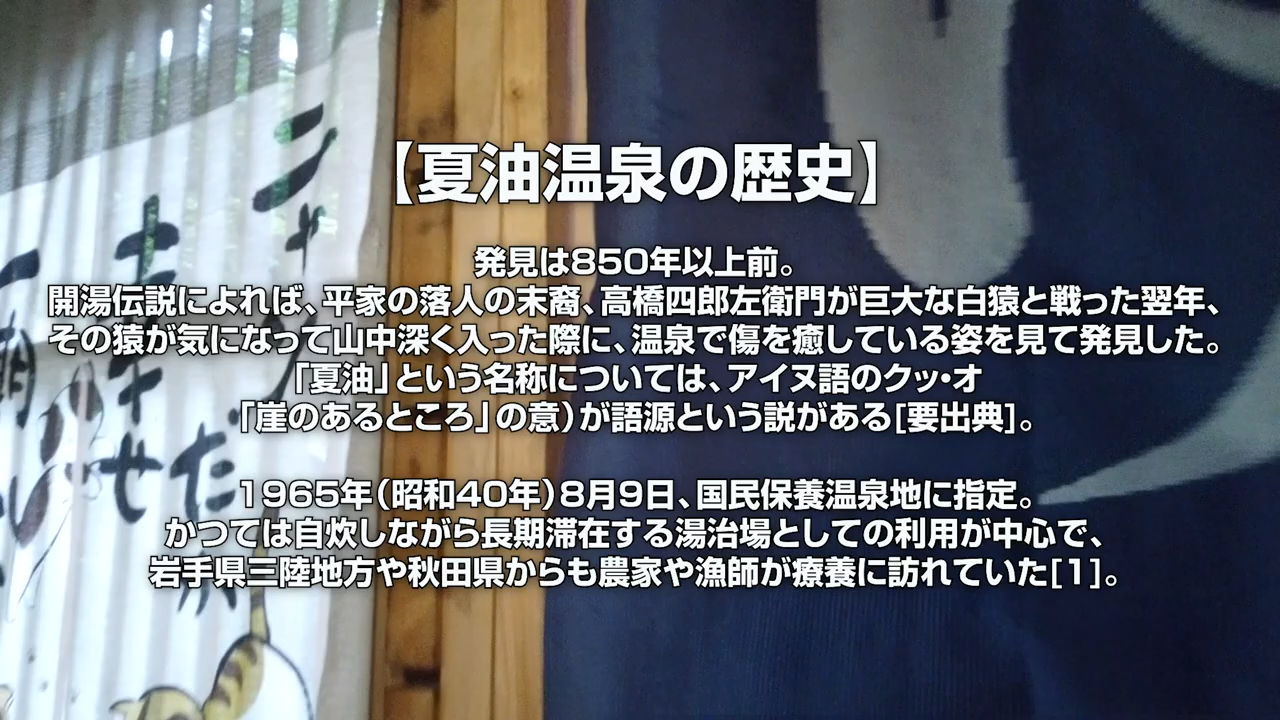 【夏油温泉の歴史】
発見は850年以上前。
開湯伝説によれば、平家の落人の末裔、高橋四郎左衛門が巨大な白猿と戦った翌年、
その猿が気になって山中深く入った際に、温泉で傷を癒している姿を見て発見した。
「夏油」という名称については、アイヌ語のクッ・オ
「崖のあるところ」の意）が語源という説がある[要出典]。
1965年（昭和40年）8月9日、国民保養温泉地に指定。
かつては自炊しながら長期滞在する湯治場としての利用が中心で、
岩手県三陸地方や秋田県からも農家や漁師が療養に訪れていた[1]。